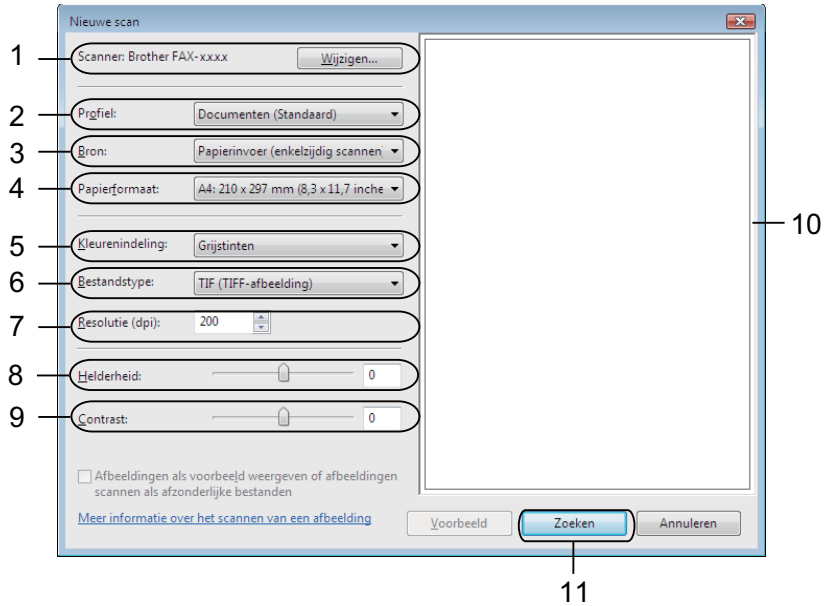 Nieuwe scan
1 Scanner: Brother FAX-xxxx Wijzigen...
2 Profiel: Documenten (Standaard)
3 Bron: Papierinvoer (enkelzijdig scannen)
4 Papierformaat: A4: 210 x 297 mm (8,3 x 11,7 inche
10
5 Kleurenindeling: Grijstinten
6 Bestandstype: TIF (TIFF-afbeelding)
7 Resolutie (dpi): 200
8 Helderheid: 0
9 Contrast: 0
Afbeeldingen als voorbeeld weergeven of afbeeldingen
scannen als afzonderlijke bestanden
Meer informatie over het scannen van een afbeelding
Voorbeeld Zoeken Annuleren
11